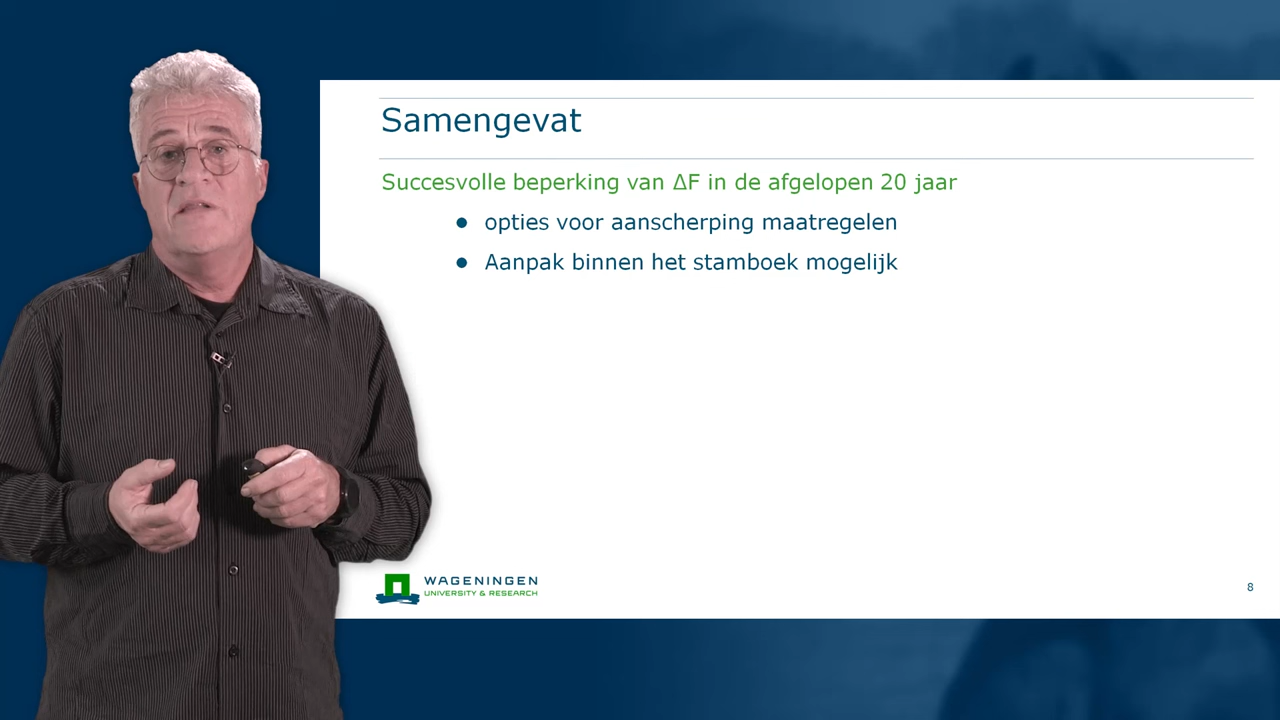 Samengevat
Succesvolle beperking van ΔF in de afgelopen 20 jaar
● opties voor aanscherping maatregelen
● Aanpak binnen het stamboek mogelijk
WAGENINGEN
UNIVERSITY & RESEARCH
8